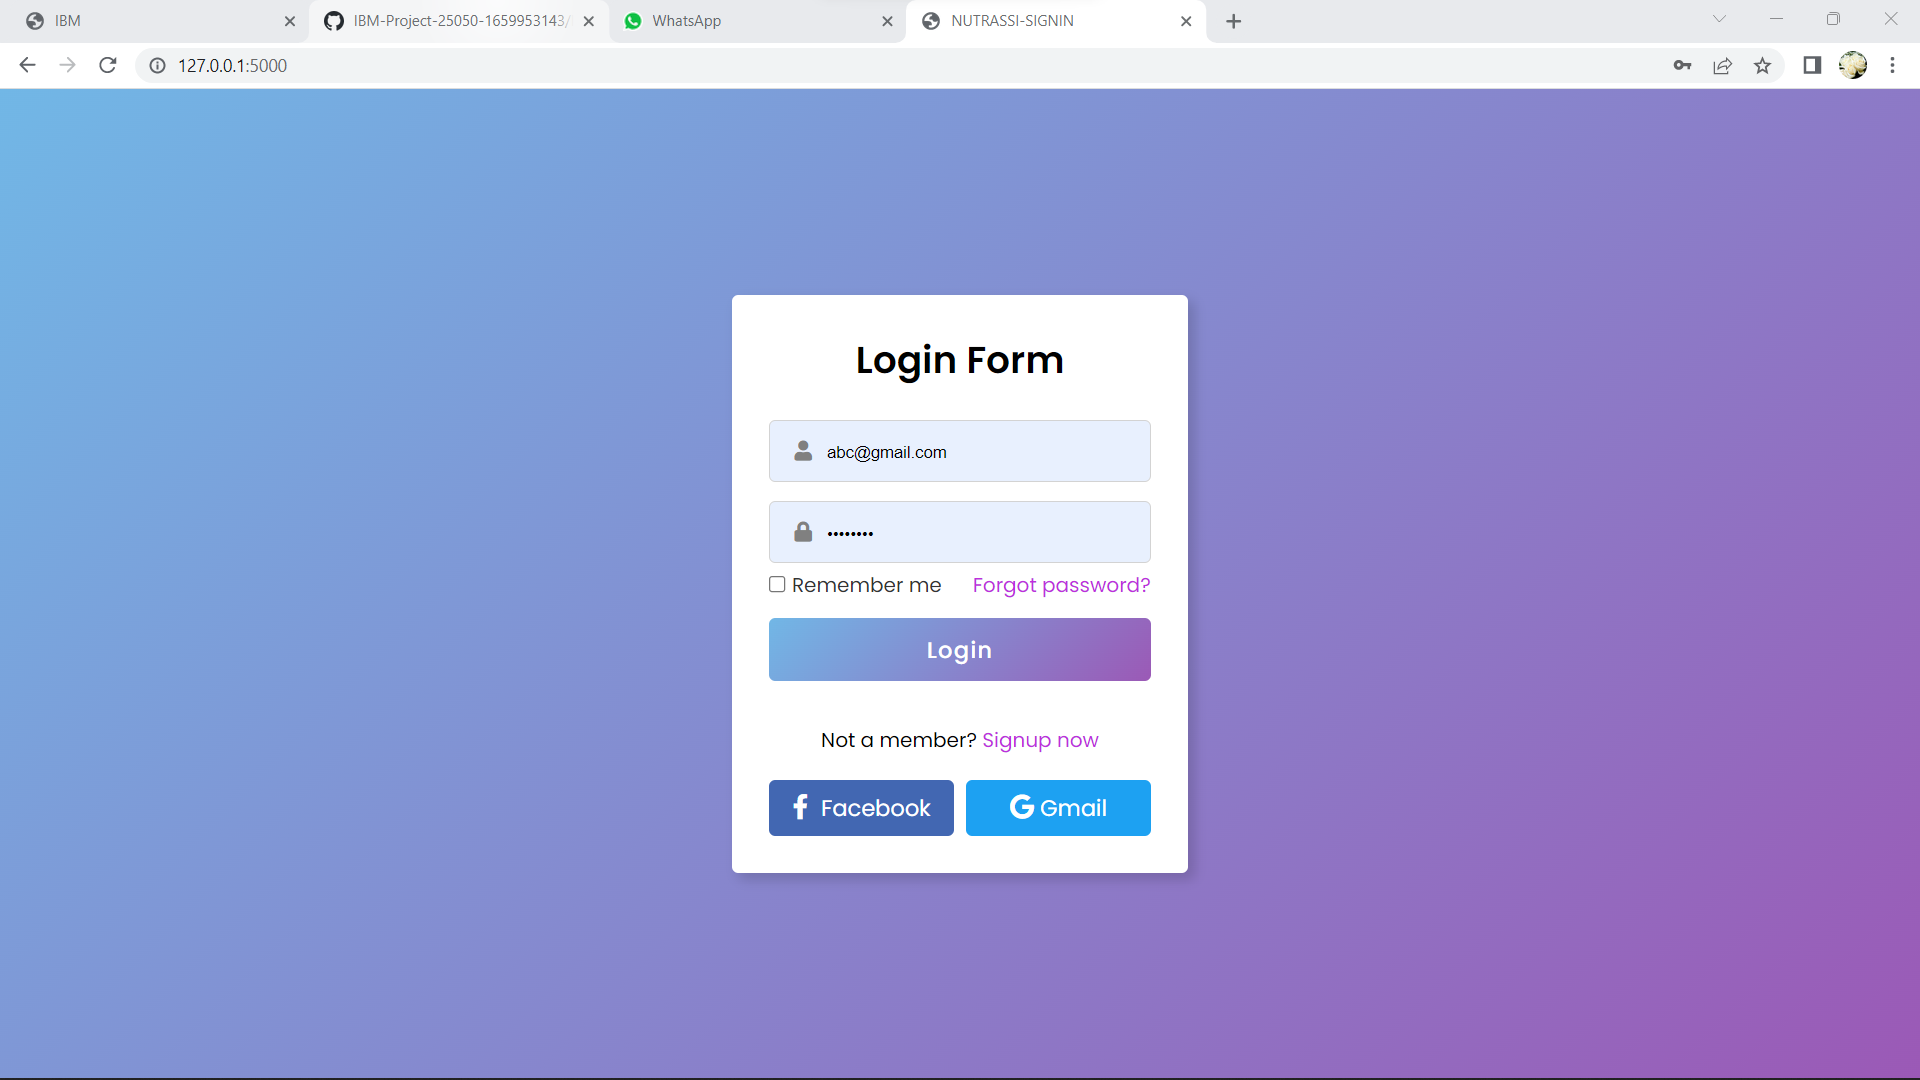 IBM
IBM-Project-25050-1659953143/
WhatsApp
NUTRASSI-SIGNIN
127.0.0.1:5000
Login Form
abc@gmail.com
••••••••
Remember me
Forgot password?
Login
Not a member? Signup now
Facebook
Gmail